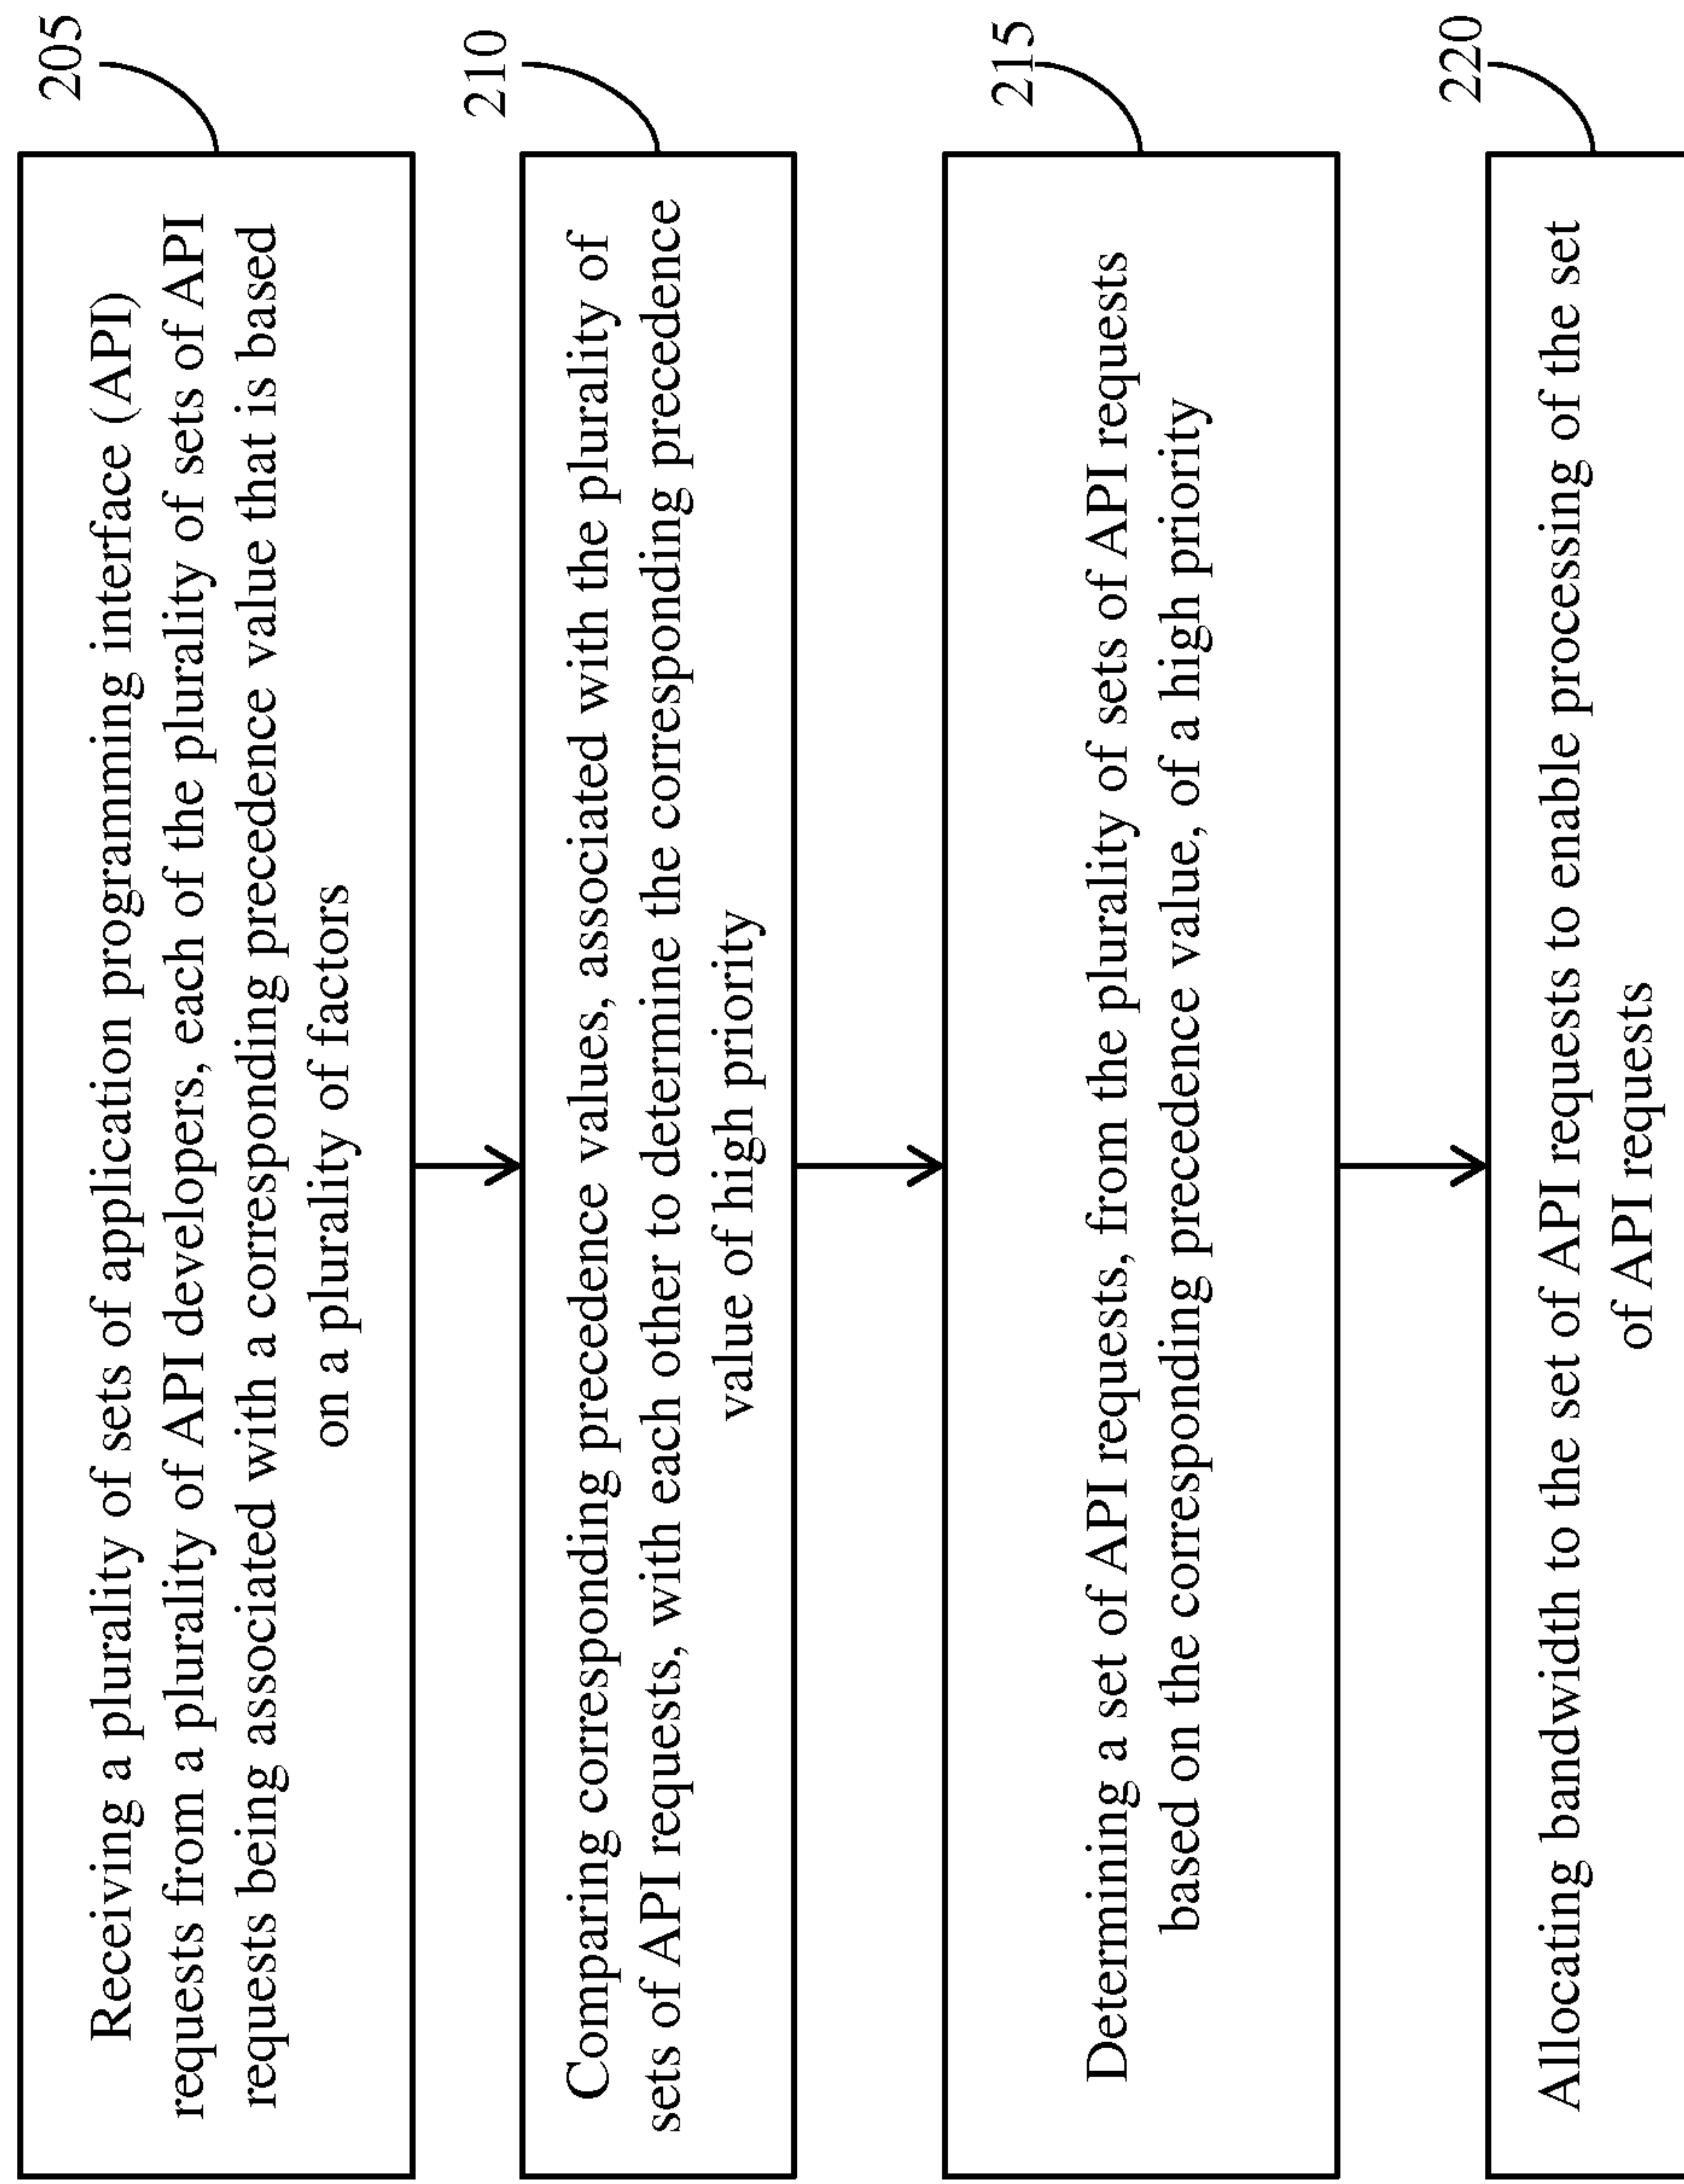 205
Receiving a plurality of sets of application programming interface (API)
requests from a plurality of API developers, each of the plurality of sets of API
requests being associated with a corresponding precedence value that is based
on a plurality of factors
210
Comparing corresponding precedence values, associated with the plurality of
sets of API requests, with each other to determine the corresponding precedence
value of high priority
215
Determining a set of API requests, from the plurality of sets of API requests
based on the corresponding precedence value, of a high priority
220
Allocating bandwidth to the set of API requests to enable processing of the set
of API requests